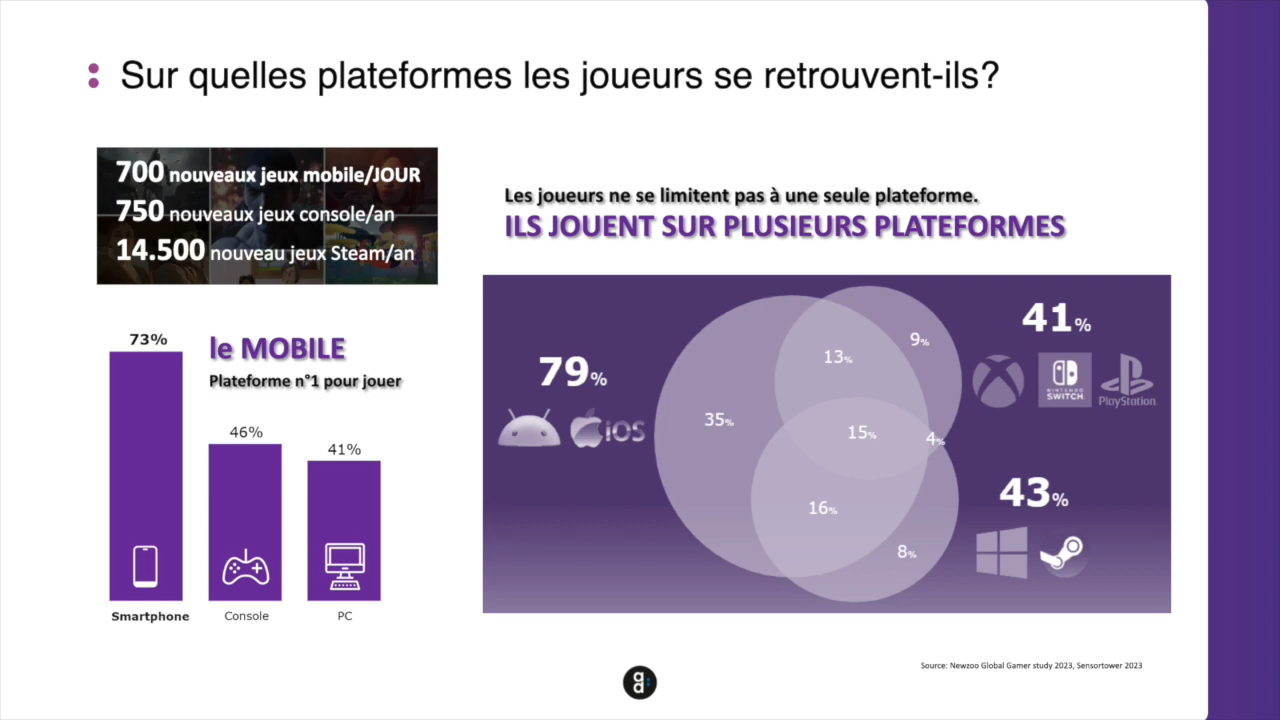 : Sur quelles plateformes les joueurs se retrouvent-ils?
700 nouveaux jeux mobile/JOUR
750 nouveaux jeux console/an
14.500 nouveau jeux Steam/an
Les joueurs ne se limitent pas à une seule plateforme.
ILS JOUENT SUR PLUSIEURS PLATEFORMES
73%
le MOBILE
Plateforme n°1 pour jouer
46%
41%
Smartphone
Console
PC
79%
iOS
35%
13%
9%
15%
4%
16%
8%
41%
NINTENDO
SWITCH
PlayStation
43%
Source: Newzoo Global Gamer study 2023, Sensortower 2023
a
d: